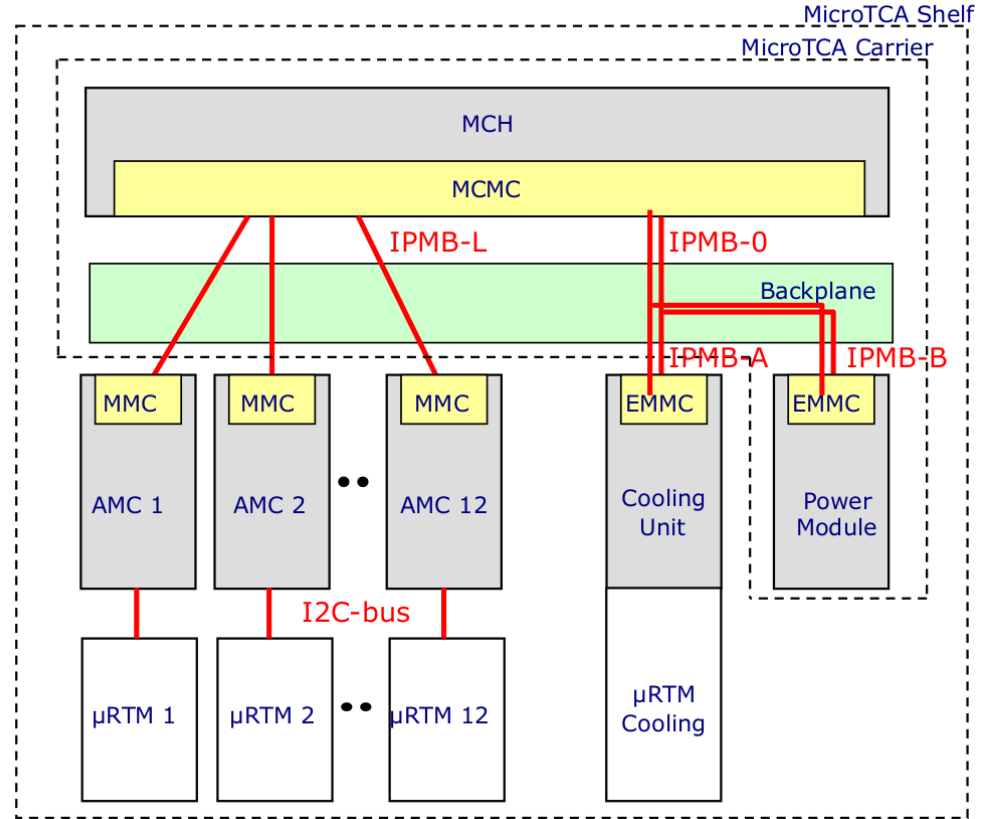 MicroTCA Shelf
MicroTCA Carrier
MCH
MCMC
IPMB-L
IPMB-0
Backplane
IPMB-A
IPMB-B
MMC
MMC
MMC
EMMC
EMMC
AMC 1
AMC 2
AMC 12
Cooling
Unit
Power
Module
I2C-bus
µRTM 1
µRTM 2
µRTM 12
µRTM
Cooling